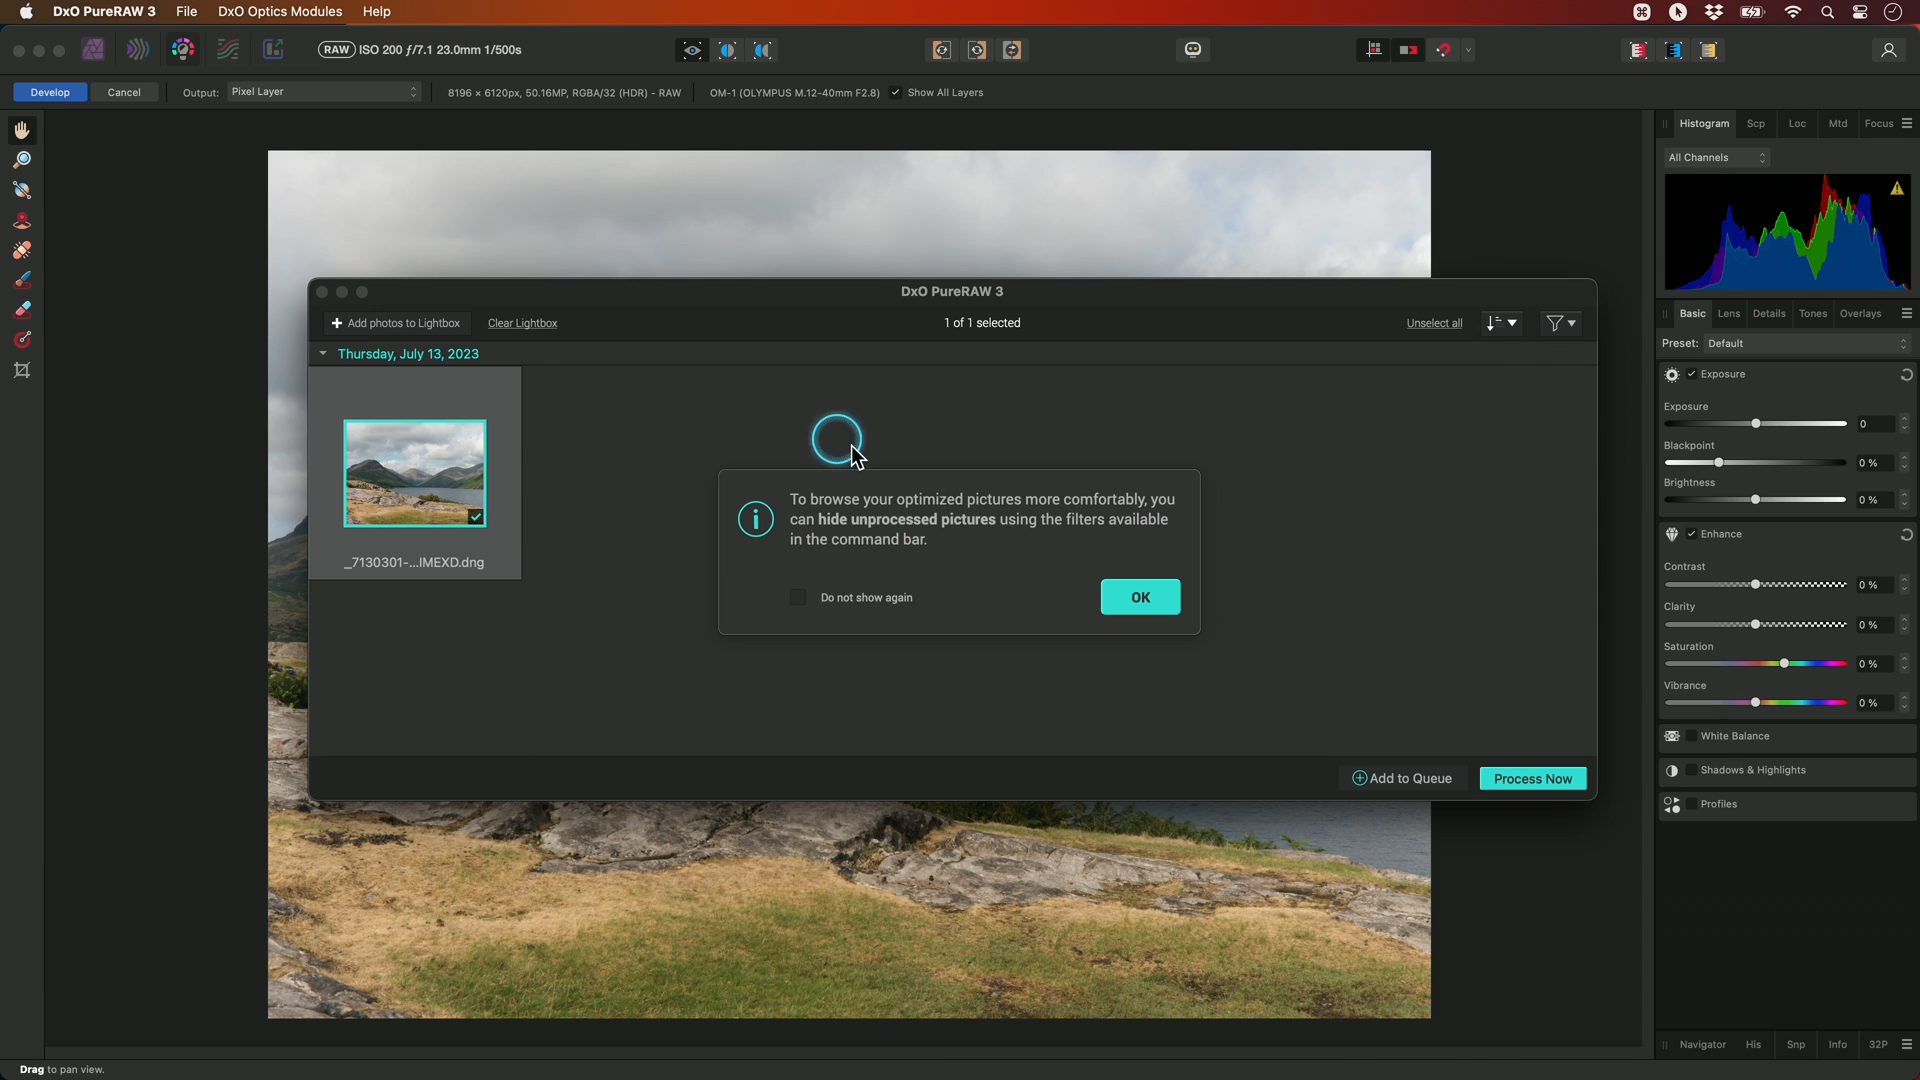 DxO PureRAW 3 File DxO Optics Modules Help
RAW ISO 200 f/7.1 23.0mm 1/500s
Develop Cancel Output: Pixel Layer 8196 × 6120px, 50.16MP, RGBA/32 (HDR) - RAW OM-1 (OLYMPUS M.12-40mm F2.8) Show All Layers
Histogram Scp Loc Mtd Focus
All Channels
DxO PureRAW 3
Add photos to Lightbox Clear Lightbox 1 of 1 selected Unselect all
Thursday, July 13, 2023
_7130301-...IMEXD.dng
To browse your optimized pictures more comfortably, you
can hide unprocessed pictures using the filters available
in the command bar.
Do not show again OK
Add to Queue Process Now
Basic Lens Details Tones Overlays
Preset: Default
Exposure
Exposure
0
Blackpoint
0 %
Brightness
0 %
Enhance
Contrast
0 %
Clarity
0 %
Saturation
0 %
Vibrance
0 %
White Balance
Shadows & Highlights
Profiles
Navigator His Snp Info 32P
Drag to pan view.